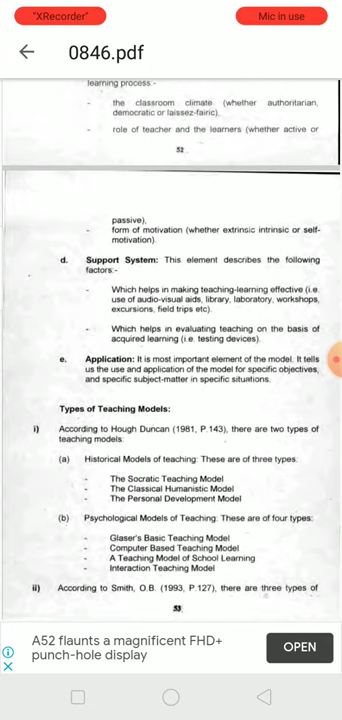 "XRecorder"
Mic in use
0846.pdf
learning process:-
- the classroom climate (whether authoritarian,
democratic or laissez-fairic),
- role of teacher and the learners (whether active or
52
passive),
- form of motivation (whether extrinsic intrinsic or self-
motivation).
d. Support System: This element describes the following
factors:-
- Which helps in making teaching-learning effective (i.e.
use of audio-visual aids, library, laboratory, workshops,
excursions, field trips etc).
- Which helps in evaluating teaching on the basis of
acquired learning (i.e. testing devices).
e. Application: It is most important element of the model. It tells
us the use and application of the model for specific objectives,
and specific subject-matter in specific situations.
Types of Teaching Models:
i) According to Hough Duncan (1981, P.143), there are two types of
teaching models:
(a) Historical Models of teaching: These are of three types:
- The Socratic Teaching Model
- The Classical Humanistic Model
- The Personal Development Model
(b) Psychological Models of Teaching: These are of four types:
- Glaser's Basic Teaching Model
- Computer Based Teaching Model
- A Teaching Model of School Learning
- Interaction Teaching Model
ii) According to Smith, O.B. (1993, P.127), there are three types of
53
A52 flaunts a magnificent FHD+
punch-hole display
OPEN